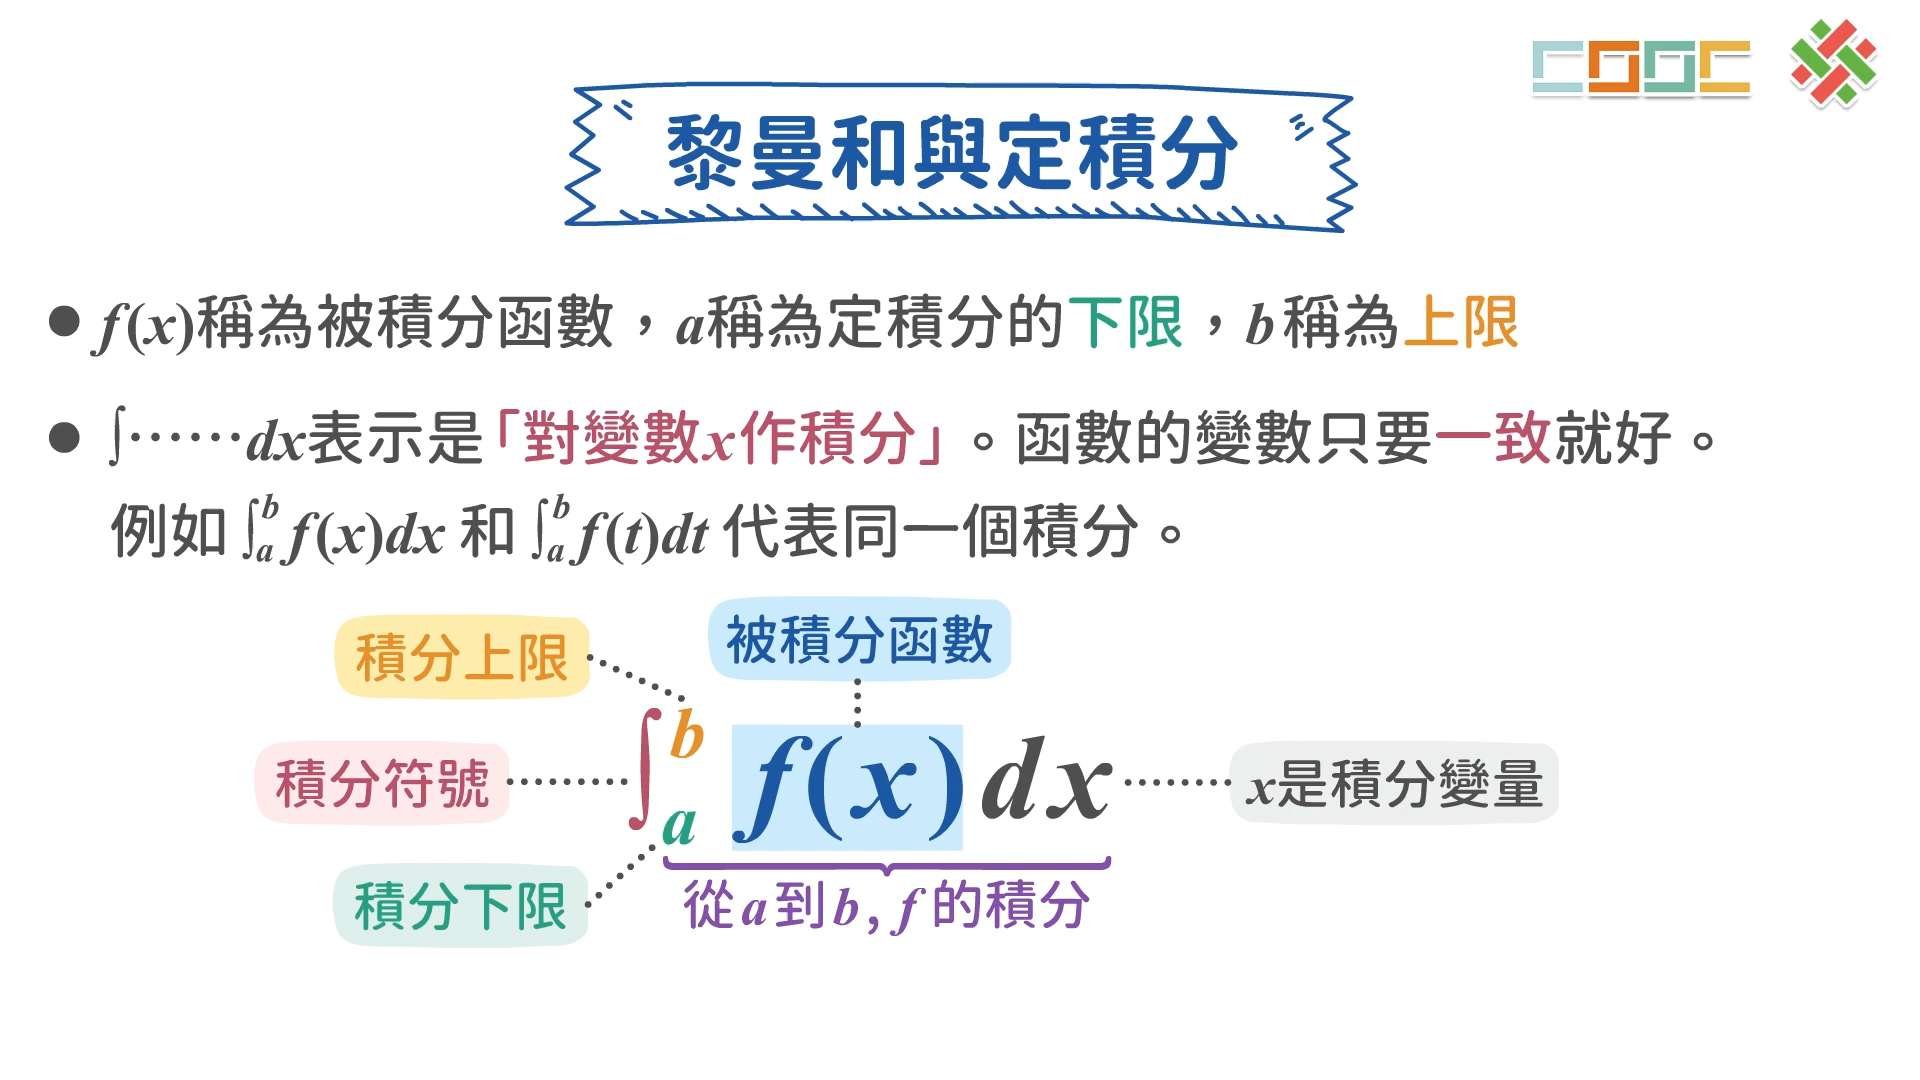 COOC
黎曼和與定積分
● f(x)稱為被積分函數，a稱為定積分的下限，b稱為上限
● ∫……dx表示是「對變數x作積分」。函數的變數只要一致就好。
例如 ∫ₐᵇ f(x)dx 和 ∫ₐᵇ f(t)dt 代表同一個積分。
積分上限
被積分函數
積分符號
∫ₐᵇ f(x)dx
x是積分變量
積分下限
從a到b, f 的積分